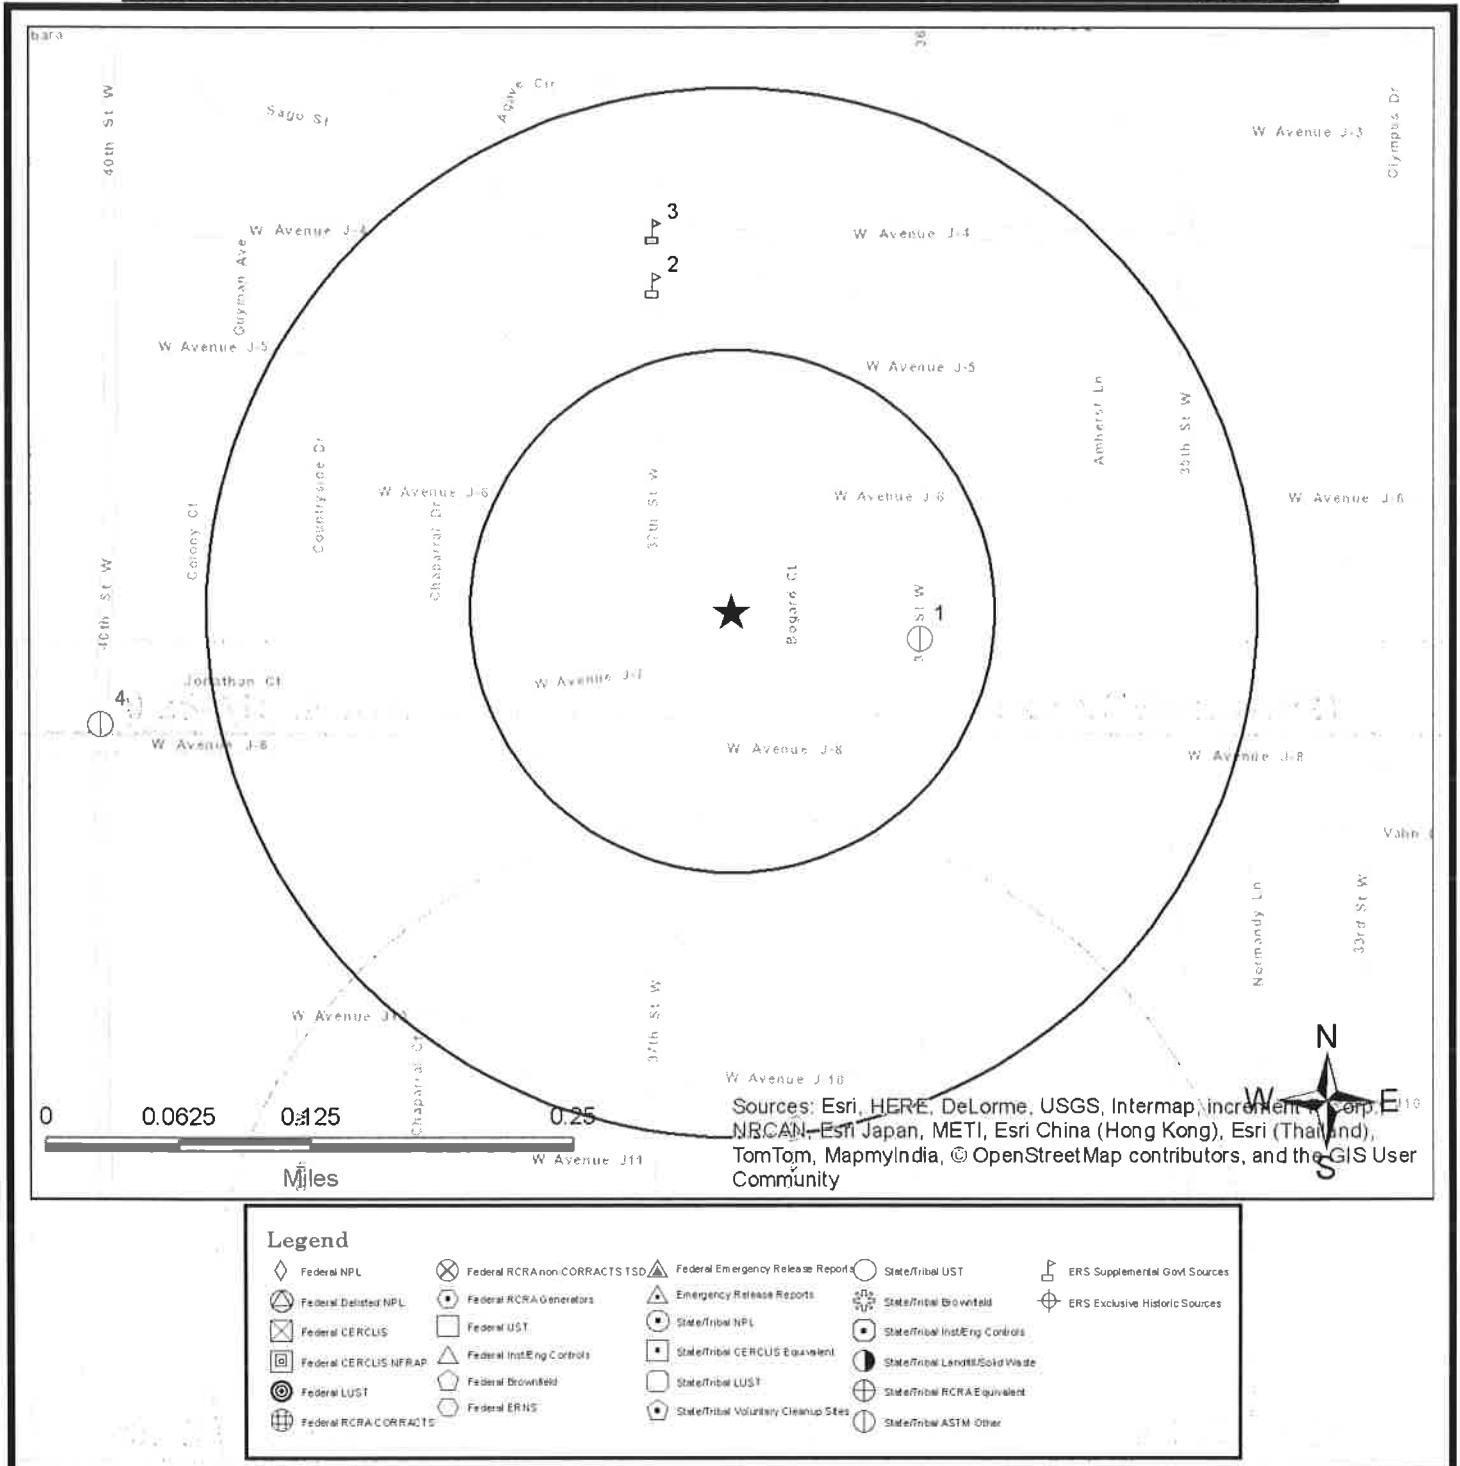 bara
36
40th St W
Sago St
Agave Cir
W Avenue J-3
Olympus Dr
3
W Avenue J-4
W Avenue J-4
Guyman Ave
2
W Avenue J-5
W Avenue J-5
Amherst Ln
35th St W
Countryside Dr
W Avenue J-6
37th St W
W Avenue J-6
W Avenue J-6
Colony Ct
Chaparral Dr
40th St W
Bogard Ct
3 St W
1
Jonathan Ct
W Avenue J-7
4
W Avenue J-8
W Avenue J-8
W Avenue J-8
Vahn
Normandy Ln
33rd St W
37th St W
W Avenue J10
Chaparral Ct
W Avenue J-10
N
W
E
S
J10
0 0.0625 0.125 0.25
Miles
W Avenue J11
Sources: Esri, HERE, DeLorme, USGS, Intermap, increment P Corp.,
NRCAN, Esri Japan, METI, Esri China (Hong Kong), Esri (Thailand),
TomTom, MapmyIndia, © OpenStreetMap contributors, and the GIS User
Community
Legend
Federal NPL
Federal Delisted NPL
Federal CERCLIS
Federal CERCLIS NFRAP
Federal LUST
Federal RCRA CORRACTS
Federal RCRA non CORRACTS TSD
Federal RCRA Generators
Federal UST
Federal Inst/Eng Controls
Federal Brownfield
Federal ERNS
Federal Emergency Release Reports
Emergency Release Reports
State/Tribal NPL
State/Tribal CERCLIS Equivalent
State/Tribal LUST
State/Tribal Voluntary Cleanup Sites
State/Tribal UST
State/Tribal Brownfield
State/Tribal Inst/Eng Controls
State/Tribal Landfill/Solid Waste
State/Tribal RCRA Equivalent
State/Tribal ASTM Other
ERS Supplemental Govt Sources
ERS Exclusive Historic Sources